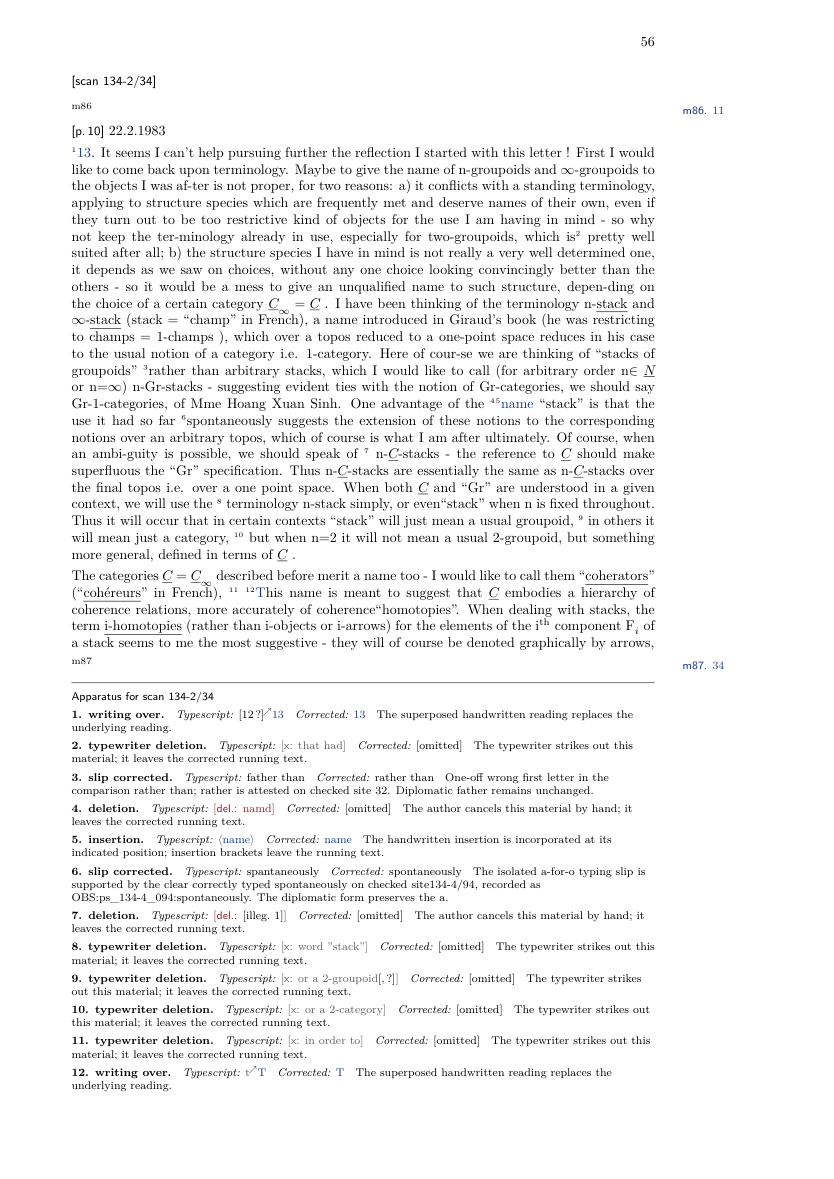 56
[scan 134-2/34]
m86
m86. 11
[p. 10] 22.2.1983
¹13. It seems I can't help pursuing further the reflection I started with this letter ! First I would
like to come back upon terminology. Maybe to give the name of n-groupoids and ∞-groupoids to
the objects I was af-ter is not proper, for two reasons: a) it conflicts with a standing terminology,
applying to structure species which are frequently met and deserve names of their own, even if
they turn out to be too restrictive kind of objects for the use I am having in mind - so why
not keep the ter-minology already in use, especially for two-groupoids, which is² pretty well
suited after all; b) the structure species I have in mind is not really a very well determined one,
it depends as we saw on choices, without any one choice looking convincingly better than the
others - so it would be a mess to give an unqualified name to such structure, depen-ding on
the choice of a certain category C∞ = C . I have been thinking of the terminology n-stack and
∞-stack (stack = “champ” in French), a name introduced in Giraud's book (he was restricting
to champs = 1-champs ), which over a topos reduced to a one-point space reduces in his case
to the usual notion of a category i.e. 1-category. Here of cour-se we are thinking of “stacks of
groupoids” ³rather than arbitrary stacks, which I would like to call (for arbitrary order n∈ N
or n=∞) n-Gr-stacks - suggesting evident ties with the notion of Gr-categories, we should say
Gr-1-categories, of Mme Hoang Xuan Sinh. One advantage of the ⁴⁵name “stack” is that the
use it had so far ⁶spontaneously suggests the extension of these notions to the corresponding
notions over an arbitrary topos, which of course is what I am after ultimately. Of course, when
an ambi-guity is possible, we should speak of ⁷ n-C-stacks - the reference to C should make
superfluous the “Gr” specification. Thus n-C-stacks are essentially the same as n-C-stacks over
the final topos i.e. over a one point space. When both C and “Gr” are understood in a given
context, we will use the ⁸ terminology n-stack simply, or even“stack” when n is fixed throughout.
Thus it will occur that in certain contexts “stack” will just mean a usual groupoid, ⁹ in others it
will mean just a category, ¹⁰ but when n=2 it will not mean a usual 2-groupoid, but something
more general, defined in terms of C .
The categories C = C∞ described before merit a name too - I would like to call them “coherators”
(“cohéreurs” in French), ¹¹ ¹²This name is meant to suggest that C embodies a hierarchy of
coherence relations, more accurately of coherence“homotopies”. When dealing with stacks, the
term i-homotopies (rather than i-objects or i-arrows) for the elements of the iᵗʰ component Fᵢ of
a stack seems to me the most suggestive - they will of course be denoted graphically by arrows,
m87
m87. 34
Apparatus for scan 134-2/34
1. writing over. Typescript: [12 ?]↗13 Corrected: 13 The superposed handwritten reading replaces the
underlying reading.
2. typewriter deletion. Typescript: [x: that had] Corrected: [omitted] The typewriter strikes out this
material; it leaves the corrected running text.
3. slip corrected. Typescript: father than Corrected: rather than One-off wrong first letter in the
comparison rather than; rather is attested on checked site 32. Diplomatic father remains unchanged.
4. deletion. Typescript: [del.: namd] Corrected: [omitted] The author cancels this material by hand; it
leaves the corrected running text.
5. insertion. Typescript: ⟨name⟩ Corrected: name The handwritten insertion is incorporated at its
indicated position; insertion brackets leave the running text.
6. slip corrected. Typescript: spantaneously Corrected: spontaneously The isolated a-for-o typing slip is
supported by the clear correctly typed spontaneously on checked site134-4/94, recorded as
OBS:ps_134-4_094:spontaneously. The diplomatic form preserves the a.
7. deletion. Typescript: [del.: [illeg. 1]] Corrected: [omitted] The author cancels this material by hand; it
leaves the corrected running text.
8. typewriter deletion. Typescript: [x: word ”stack”] Corrected: [omitted] The typewriter strikes out this
material; it leaves the corrected running text.
9. typewriter deletion. Typescript: [x: or a 2-groupoid[, ?]] Corrected: [omitted] The typewriter strikes
out this material; it leaves the corrected running text.
10. typewriter deletion. Typescript: [x: or a 2-category] Corrected: [omitted] The typewriter strikes out
this material; it leaves the corrected running text.
11. typewriter deletion. Typescript: [x: in order to] Corrected: [omitted] The typewriter strikes out this
material; it leaves the corrected running text.
12. writing over. Typescript: t↗T Corrected: T The superposed handwritten reading replaces the
underlying reading.